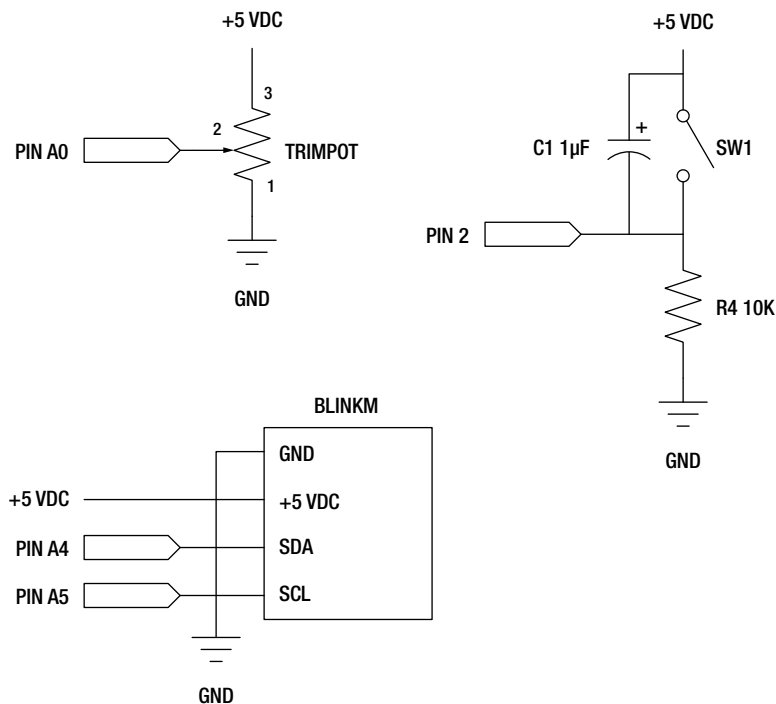 +5 VDC
3
2
PIN A0
TRIMPOT
1
GND
+5 VDC
+
C1 1µF
SW1
PIN 2
R4 10K
GND
BLINKM
GND
+5 VDC
+5 VDC
PIN A4
SDA
PIN A5
SCL
GND